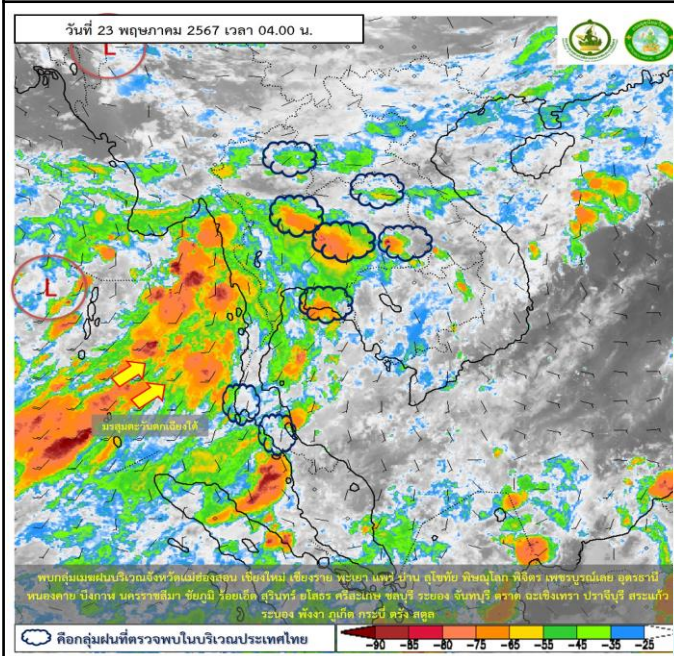 วันที่ 23 พฤษภาคม 2567 เวลา 04.00 น.
L
L
มรสุมตะวันตกเฉียงใต้
พบกลุ่มเมฆฝนบริเวณจังหวัดแม่ฮ่องสอน เชียงใหม่ เชียงราย พะเยา แพร่ น่าน สุโขทัย พิษณุโลก พิจิตร เพชรบูรณ์เลย อุดรธานี
หนองคาย บึงกาฬ นครราชสีมา ชัยภูมิ ร้อยเอ็ด สุรินทร์ ยโสธร ศรีสะเกษ ชลบุรี ระยอง จันทบุรี ตราด ฉะเชิงเทรา ปราจีบุรี สระแก้ว
ระนอง พังงา ภูเก็ต กระบี่ ตรัง สตูล
คือกลุ่มฝนที่ตรวจพบในบริเวณประเทศไทย
-90 -85 -80 -75 -65 -55 -45 -35 -25